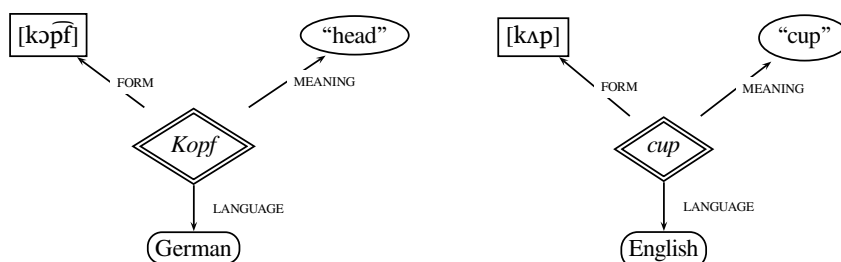 [kɔp͡f]
“head”
FORM
MEANING
Kopf
LANGUAGE
German
[kʌp]
“cup”
FORM
MEANING
cup
LANGUAGE
English